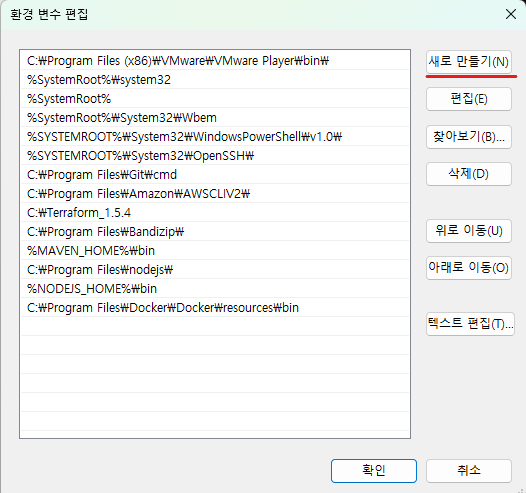 환경 변수 편집
C:₩Program Files (x86)₩VMware₩VMware Player₩bin₩
%SystemRoot%₩system32
%SystemRoot%
%SystemRoot%₩System32₩Wbem
%SYSTEMROOT%₩System32₩WindowsPowerShell₩v1.0₩
%SYSTEMROOT%₩System32₩OpenSSH₩
C:₩Program Files₩Git₩cmd
C:₩Program Files₩Amazon₩AWSCLIV2₩
C:₩Terraform_1.5.4
C:₩Program Files₩Bandizip₩
%MAVEN_HOME%₩bin
C:₩Program Files₩nodejs₩
%NODEJS_HOME%₩bin
C:₩Program Files₩Docker₩Docker₩resources₩bin
새로 만들기(N)
편집(E)
찾아보기(B)...
삭제(D)
위로 이동(U)
아래로 이동(O)
텍스트 편집(T)...
확인
취소